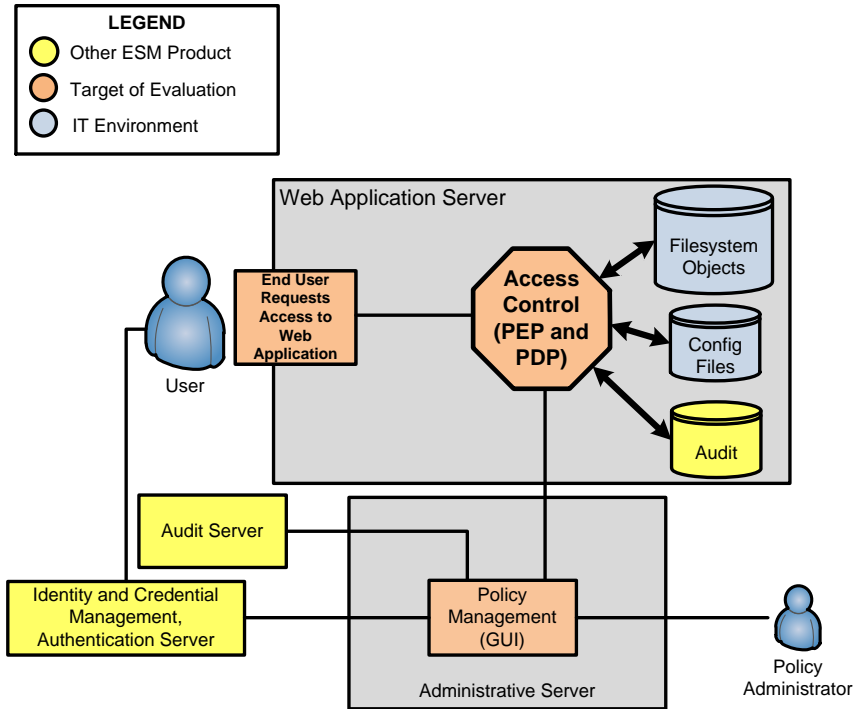 LEGEND
Other ESM Product
Target of Evaluation
IT Environment
Web Application Server
Filesystem
Objects
End User
Requests
Access to
Web
Application
Access
Control
(PEP and
PDP)
Config
Files
User
Audit
Audit Server
Identity and Credential
Management,
Authentication Server
Policy
Management
(GUI)
Policy
Administrator
Administrative Server